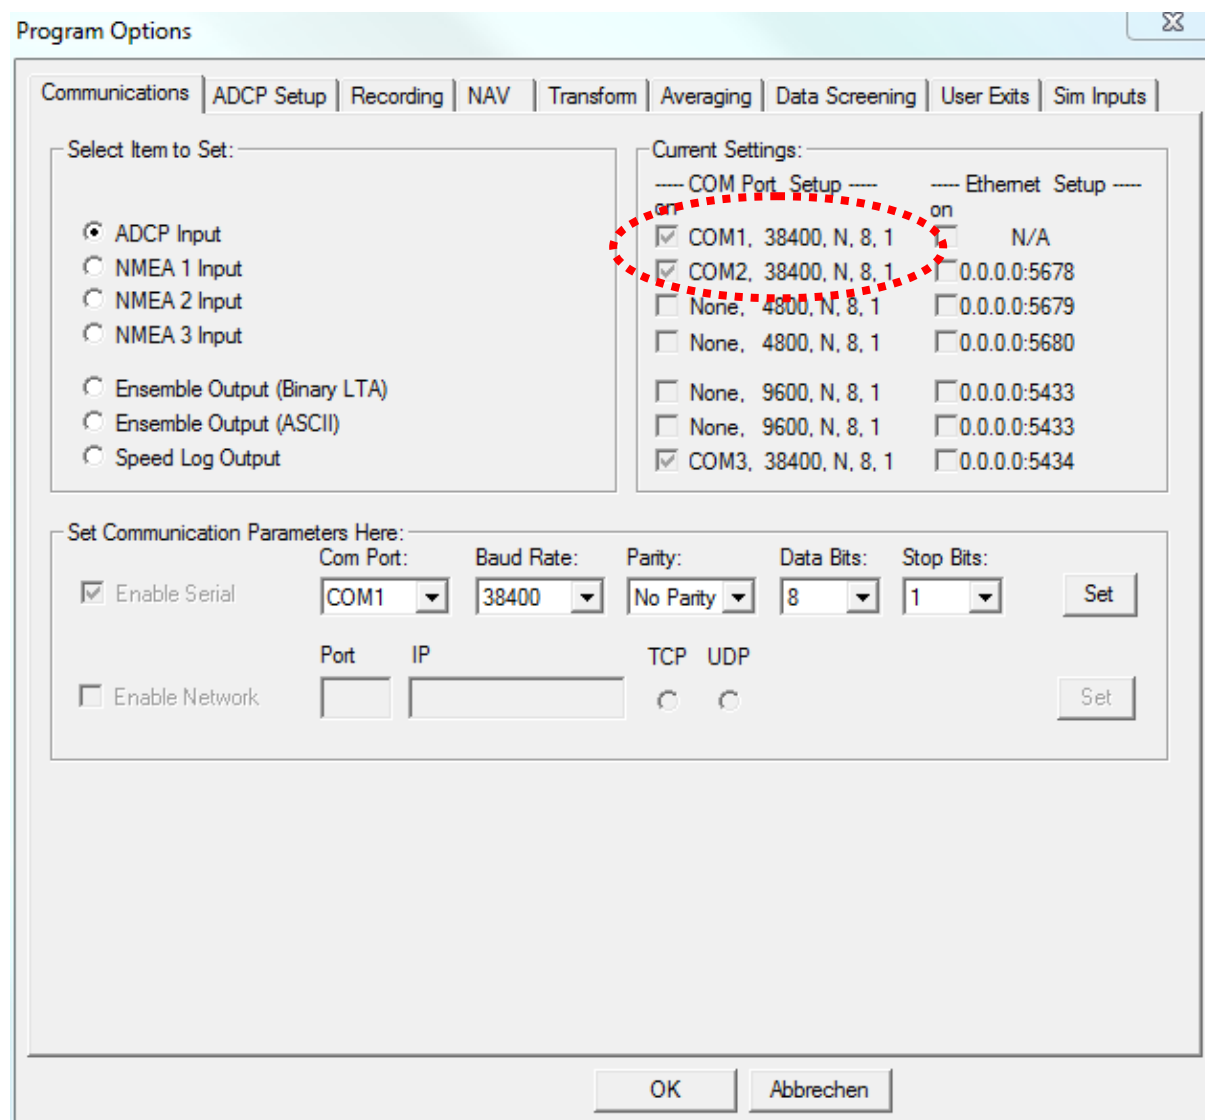 Program Options
Communications ADCP Setup Recording NAV Transform Averaging Data Screening User Exits Sim Inputs
Select Item to Set:
ADCP Input
NMEA 1 Input
NMEA 2 Input
NMEA 3 Input
Ensemble Output (Binary LTA)
Ensemble Output (ASCII)
Speed Log Output
Current Settings:
----- COM Port Setup ----- ----- Ethernet Setup -----
on on
COM1, 38400, N, 8, 1 N/A
COM2, 38400, N, 8, 1 0.0.0.0:5678
None, 4800, N, 8, 1 0.0.0.0:5679
None, 4800, N, 8, 1 0.0.0.0:5680
None, 9600, N, 8, 1 0.0.0.0:5433
None, 9600, N, 8, 1 0.0.0.0:5433
COM3, 38400, N, 8, 1 0.0.0.0:5434
Set Communication Parameters Here:
Com Port: Baud Rate: Parity: Data Bits: Stop Bits:
Enable Serial COM1 38400 No Parity 8 1 Set
Port IP TCP UDP
Enable Network Set
OK Abbrechen